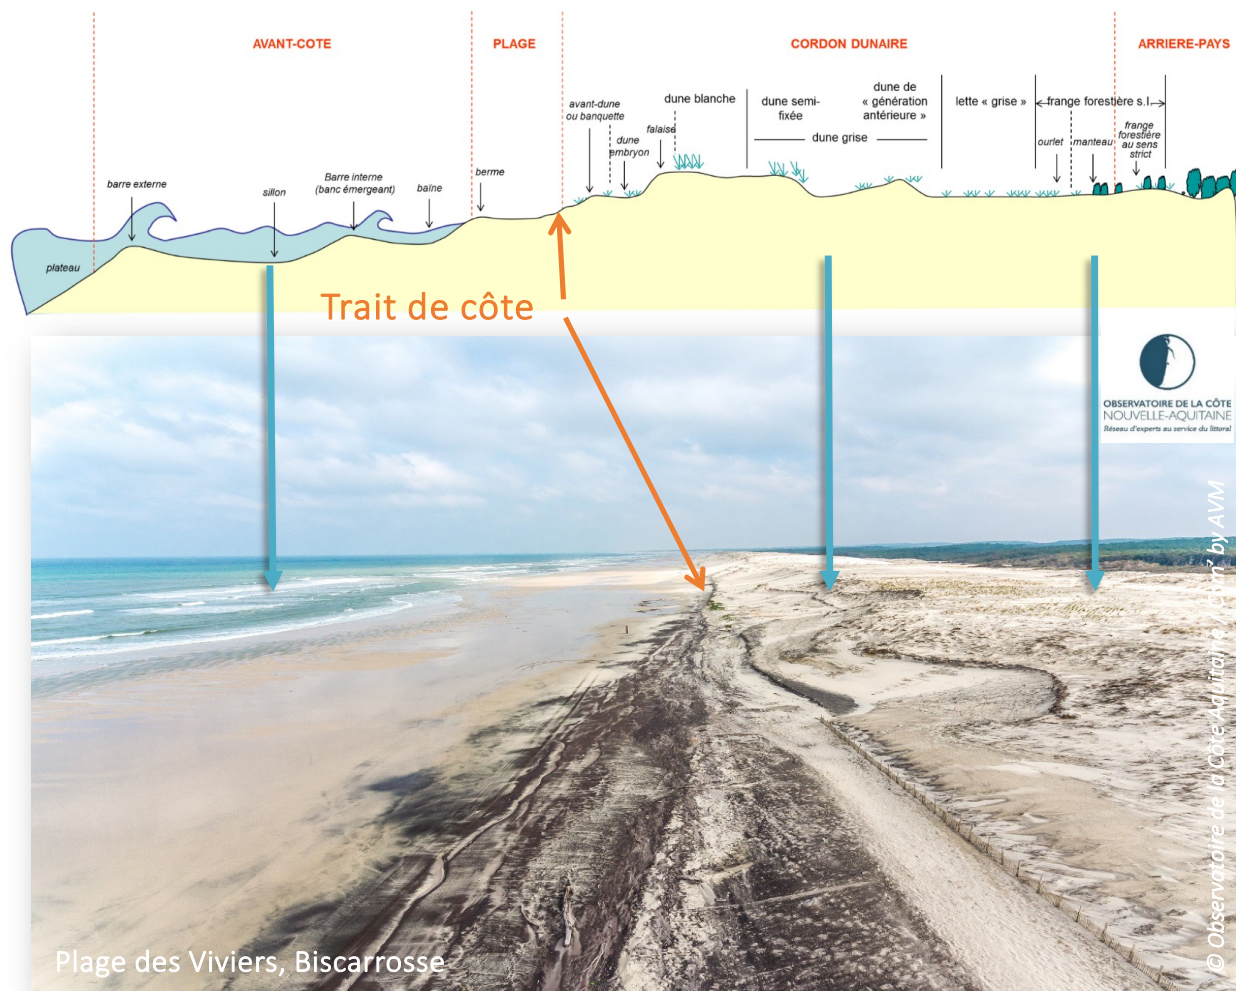 AVANT-COTE
PLAGE
CORDON DUNAIRE
ARRIERE-PAYS
avant-dune
ou banquette
dune
embryon
falaise
dune blanche
dune semi-
fixée
dune de
« génération
antérieure »
dune grise
lette « grise »
frange forestière s.l.
ourlet
manteau
frange
forestière
au sens
strict
barre externe
sillon
Barre interne
(banc émergeant)
baïne
berme
plateau
Trait de côte
OBSERVATOIRE DE LA CÔTE
NOUVELLE-AQUITAINE
Réseau d'experts au service du littoral
© Observatoire de la Côte Aquitaine by AVM
Plage des Viviers, Biscarrosse